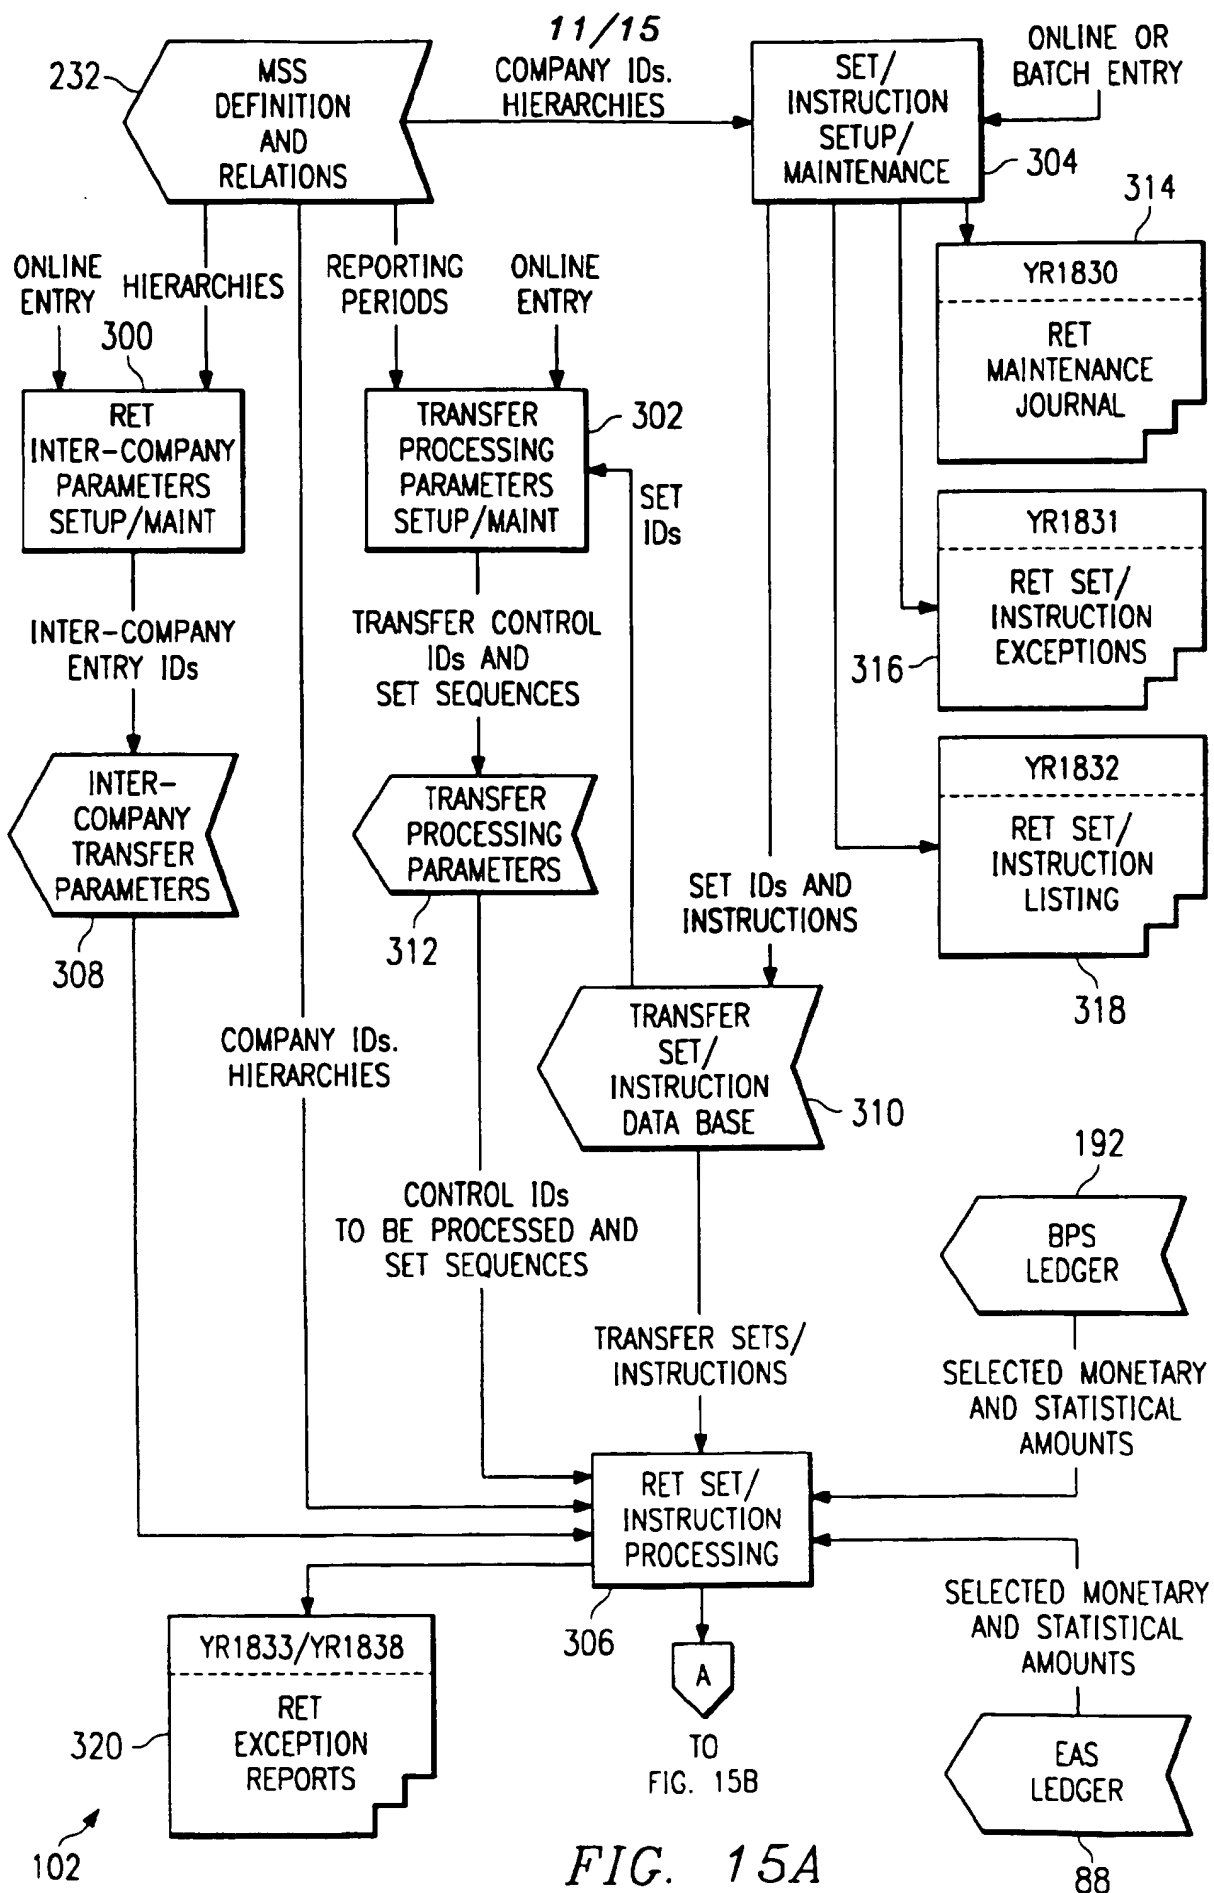 11/15
232
MSS
DEFINITION
AND
RELATIONS
COMPANY IDs.
HIERARCHIES
SET/
INSTRUCTION
SETUP/
MAINTENANCE
ONLINE OR
BATCH ENTRY
304
314
YR1830
RET
MAINTENANCE
JOURNAL
ONLINE
ENTRY
HIERARCHIES
REPORTING
PERIODS
ONLINE
ENTRY
300
RET
INTER-COMPANY
PARAMETERS
SETUP/MAINT
TRANSFER
PROCESSING
PARAMETERS
SETUP/MAINT
302
SET
IDs
YR1831
RET SET/
INSTRUCTION
EXCEPTIONS
316
INTER-COMPANY
ENTRY IDs
TRANSFER CONTROL
IDs AND
SET SEQUENCES
YR1832
RET SET/
INSTRUCTION
LISTING
318
INTER-
COMPANY
TRANSFER
PARAMETERS
308
TRANSFER
PROCESSING
PARAMETERS
312
SET IDs AND
INSTRUCTIONS
COMPANY IDs.
HIERARCHIES
TRANSFER
SET/
INSTRUCTION
DATA BASE
310
CONTROL IDs
TO BE PROCESSED AND
SET SEQUENCES
192
BPS
LEDGER
TRANSFER SETS/
INSTRUCTIONS
SELECTED MONETARY
AND STATISTICAL
AMOUNTS
RET SET/
INSTRUCTION
PROCESSING
306
SELECTED MONETARY
AND STATISTICAL
AMOUNTS
YR1833/YR1838
RET
EXCEPTION
REPORTS
320
A
TO
FIG. 15B
EAS
LEDGER
88
102
FIG. 15A